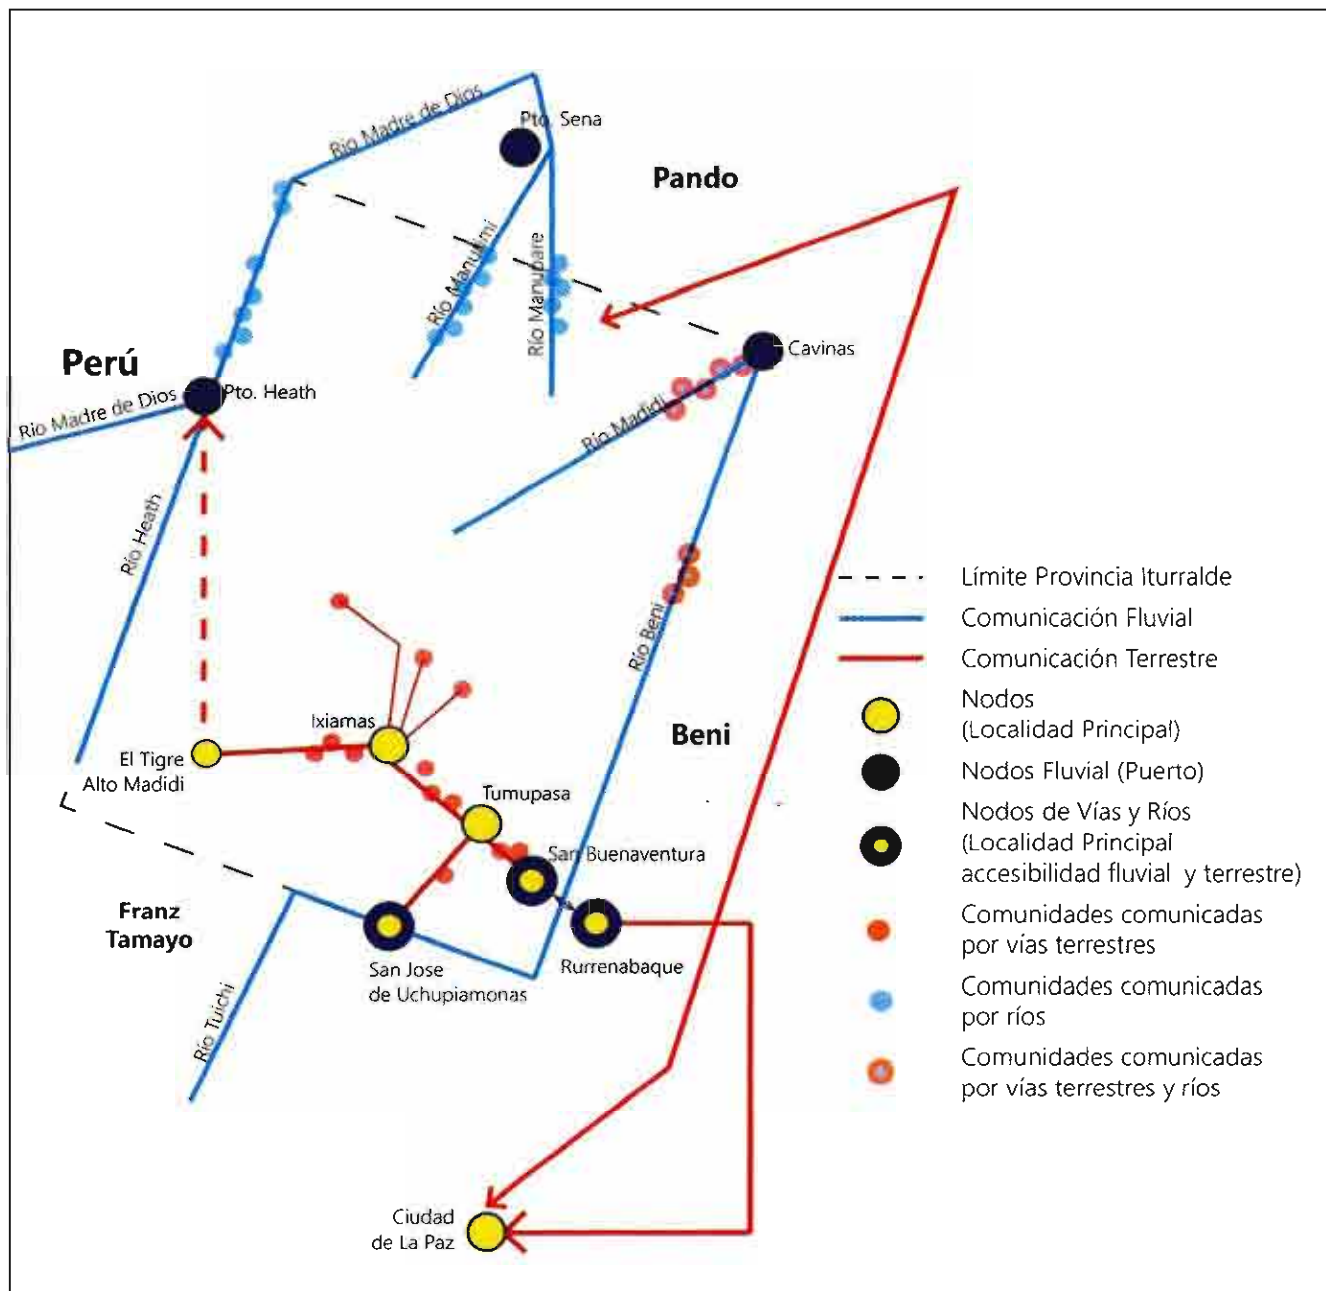 Río Madre de Dios
Pto. Sena
Pando
Río Manurimi
Río Manupare
Perú
Cavinas
Pto. Heath
Río Madre de Dios
Río Madidi
Río Heath
Río Beni
Límite Provincia Iturralde
Comunicación Fluvial
Comunicación Terrestre
Nodos
(Localidad Principal)
Nodos Fluvial (Puerto)
Nodos de Vías y Ríos
(Localidad Principal
accesibilidad fluvial y terrestre)
Comunidades comunicadas
por vías terrestres
Comunidades comunicadas
por ríos
Comunidades comunicadas
por vías terrestres y ríos
Ixiamas
Beni
El Tigre
Alto Madidi
Tumupasa
San Buenaventura
Franz
Tamayo
San Jose
de Uchupiamonas
Rurrenabaque
Río Tuichi
Ciudad
de La Paz